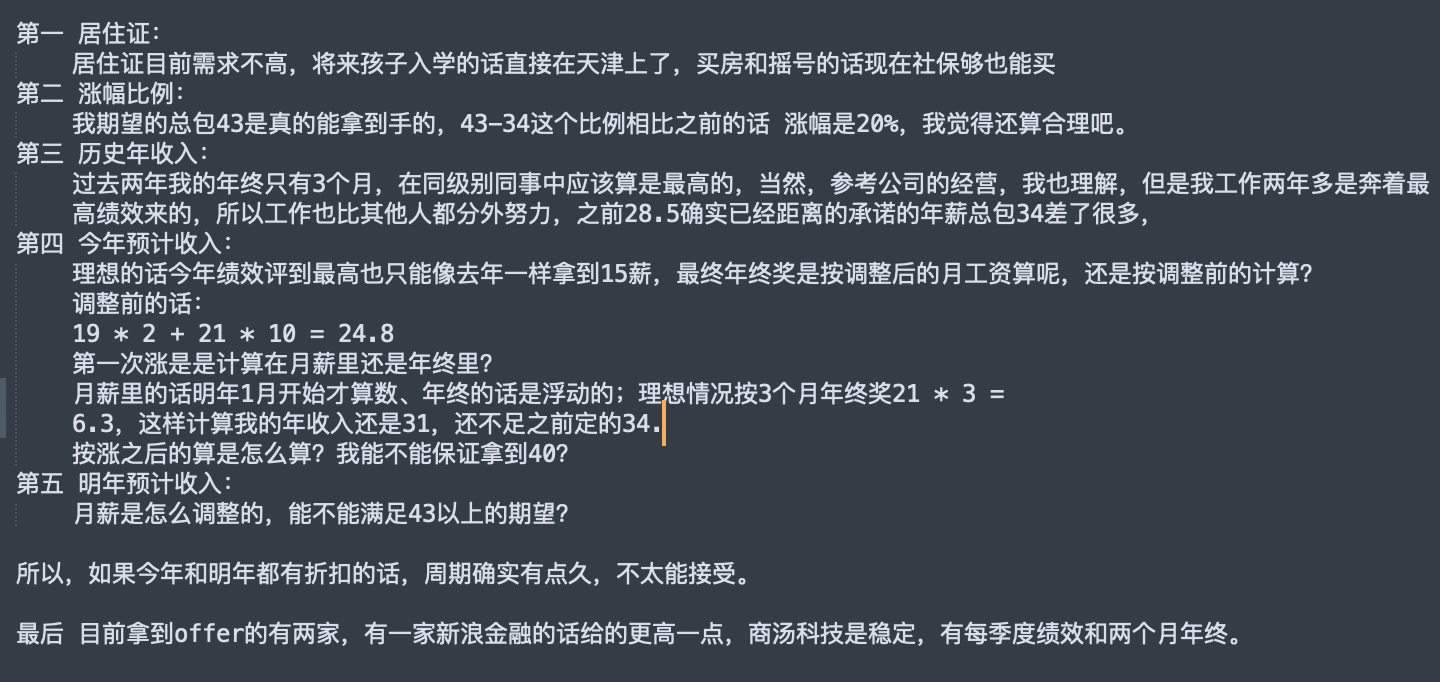 第一 居住证：
居住证目前需求不高，将来孩子入学的话直接在天津上了，买房和摇号的话现在社保够也能买
第二 涨幅比例：
我期望的总包43是真的能拿到手的，43-34这个比例相比之前的话 涨幅是20%，我觉得还算合理吧。
第三 历史年收入：
过去两年我的年终只有3个月，在同级别同事中应该算是最高的，当然，参考公司的经营，我也理解，但是我工作两年多是奔着最
高绩效来的，所以工作也比其他人都分外努力，之前28.5确实已经距离的承诺的年薪总包34差了很多，
第四 今年预计收入：
理想的话今年绩效评到最高也只能像去年一样拿到15薪，最终年终奖是按调整后的月工资算呢，还是按调整前的计算？
调整前的话：
19 * 2 + 21 * 10 = 24.8
第一次涨是是计算在月薪里还是年终里？
月薪里的话明年1月开始才算数、年终的话是浮动的；理想情况按3个月年终奖21 * 3 =
6.3，这样计算我的年收入还是31，还不足之前定的34.
按涨之后的算是怎么算？我能不能保证拿到40？
第五 明年预计收入：
月薪是怎么调整的，能不能满足43以上的期望？
所以，如果今年和明年都有折扣的话，周期确实有点久，不太能接受。
最后 目前拿到offer的有两家，有一家新浪金融的话给的更高一点，商汤科技是稳定，有每季度绩效和两个月年终。